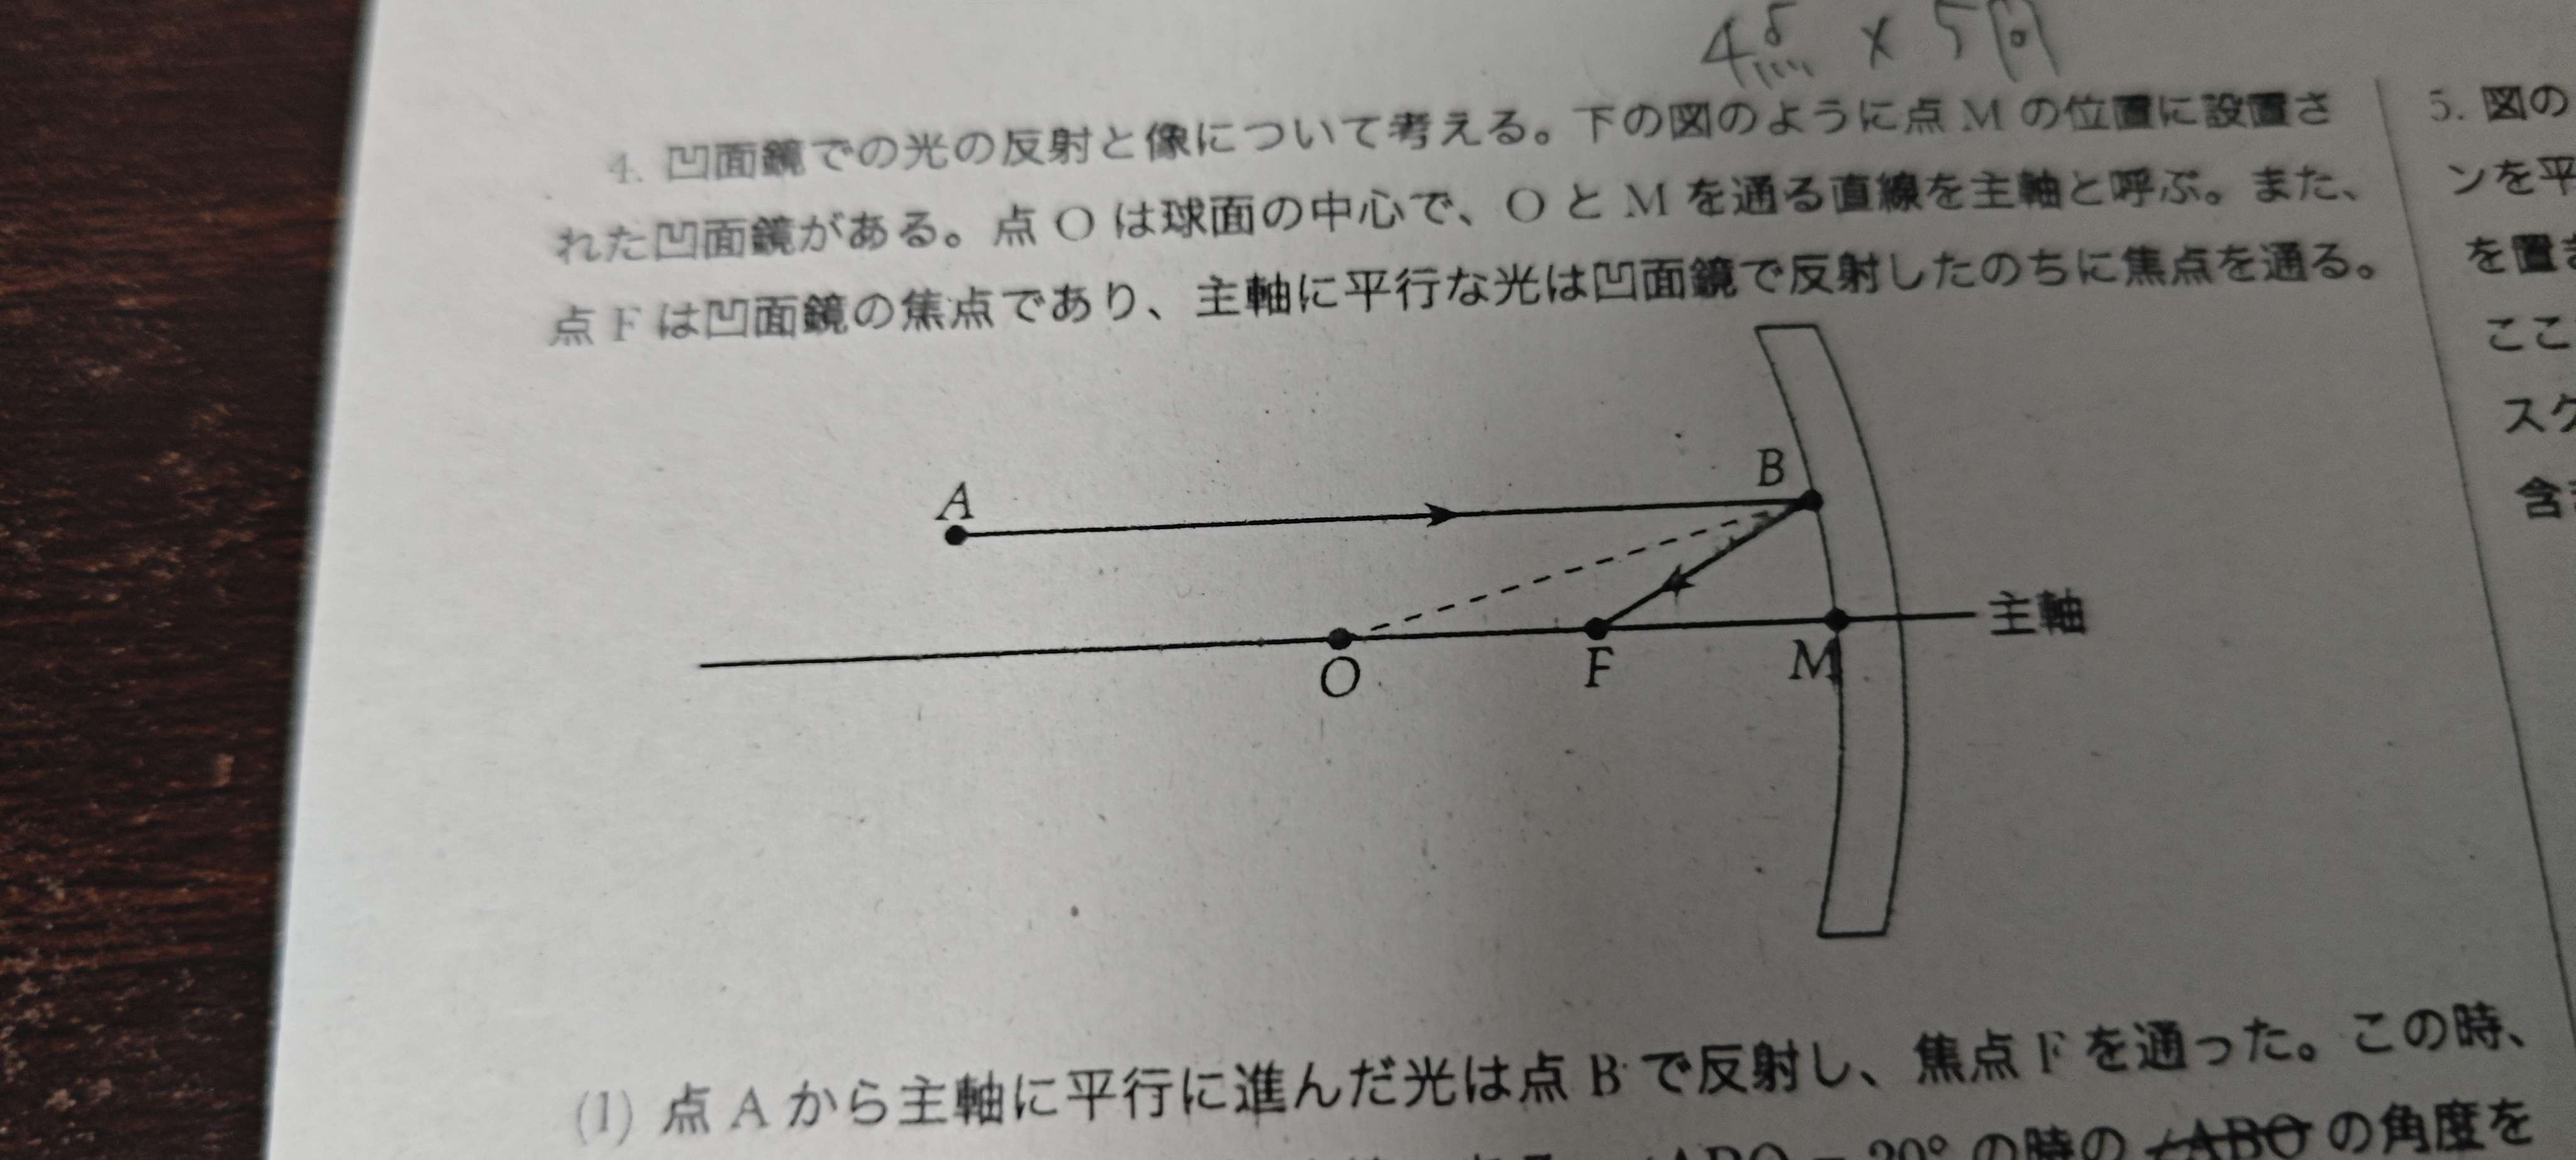 4点 × 5問
4. 凹面鏡での光の反射と像について考える。下の図のように点 M の位置に設置さ
れた凹面鏡がある。点 O は球面の中心で、O と M を通る直線を主軸と呼ぶ。また、
点 F は凹面鏡の焦点であり、主軸に平行な光は凹面鏡で反射したのちに焦点を通る。
A
B
O
F
M
主軸
(1) 点 A から主軸に平行に進んだ光は点 B で反射し、焦点 F を通った。この時、
= 20° の時の ∠ABO の角度を
5. 図の
ンを平
を置き
ここ
スク
含